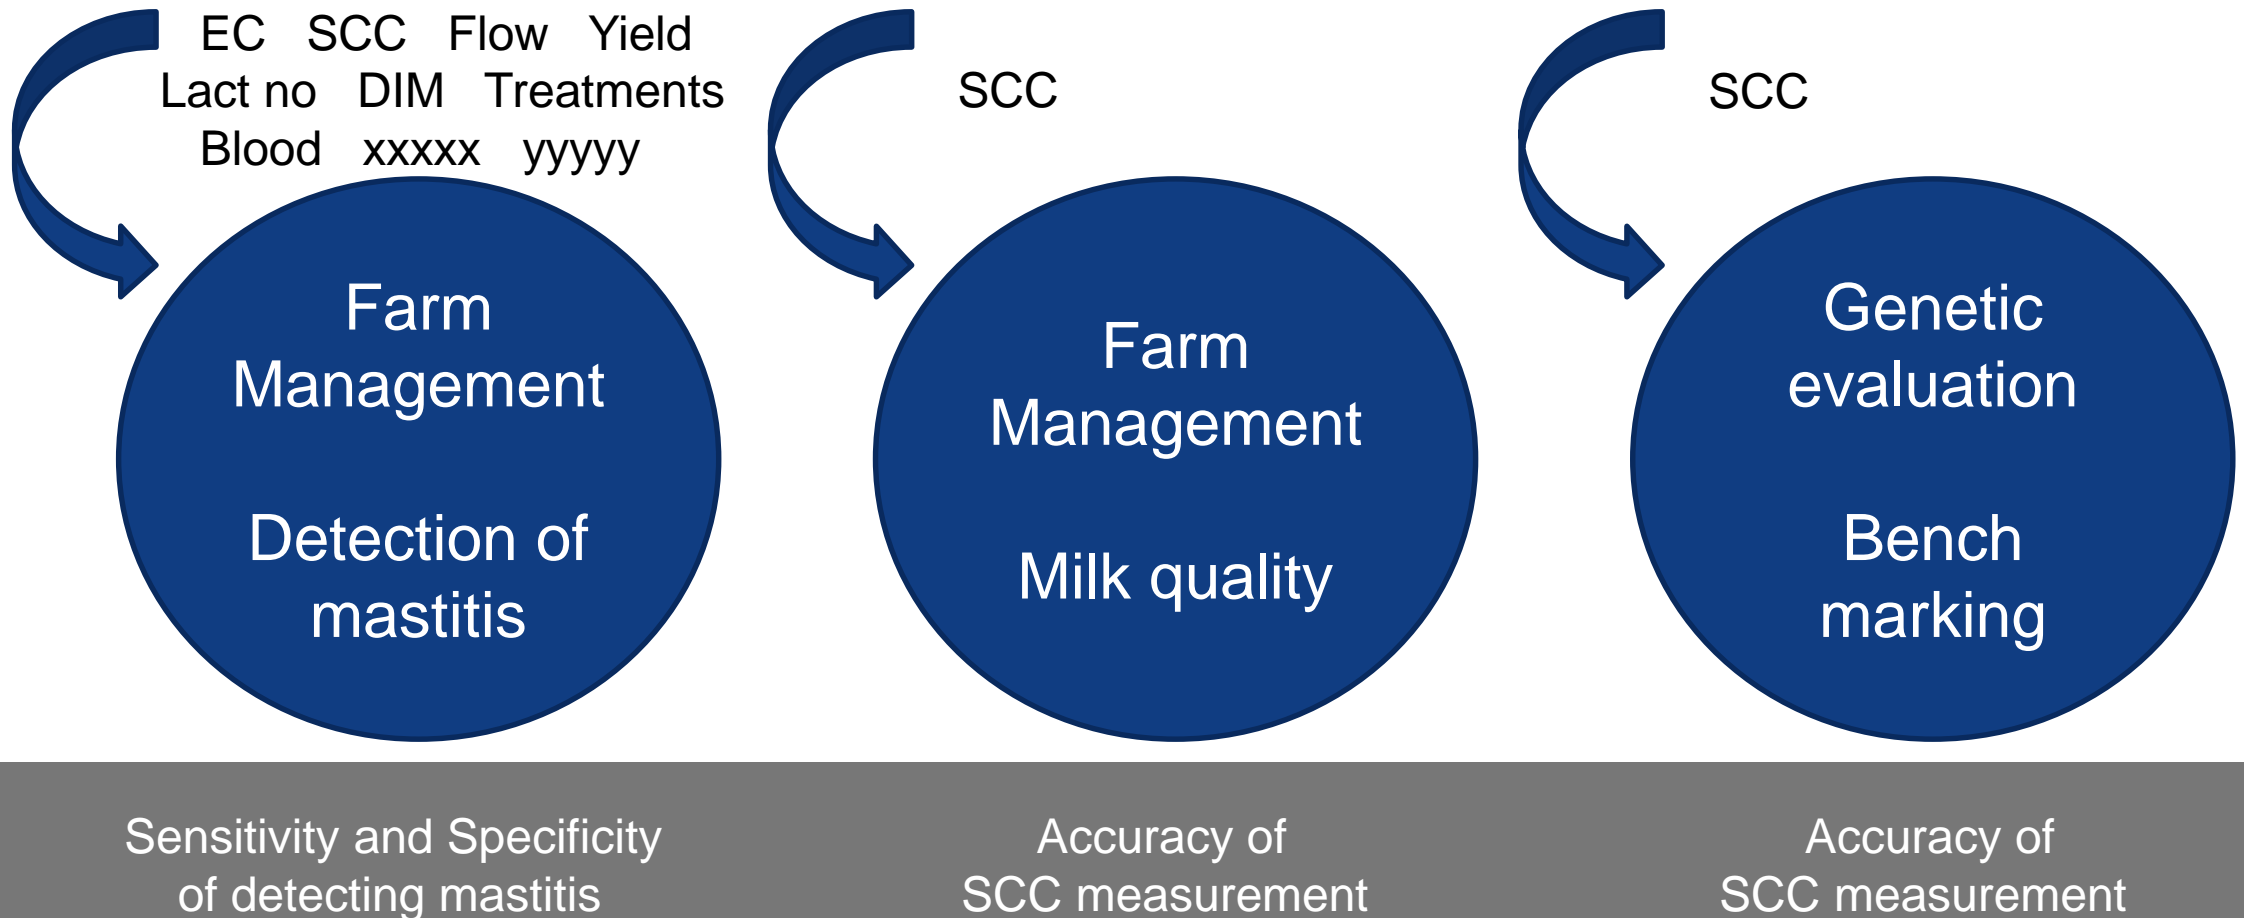 EC SCC Flow Yield
Lact no DIM Treatments
Blood xxxxx yyyyy
Farm
Management
Detection of
mastitis
Sensitivity and Specificity
of detecting mastitis
SCC
Farm
Management
Milk quality
Accuracy of
SCC measurement
SCC
Genetic
evaluation
Bench
marking
Accuracy of
SCC measurement